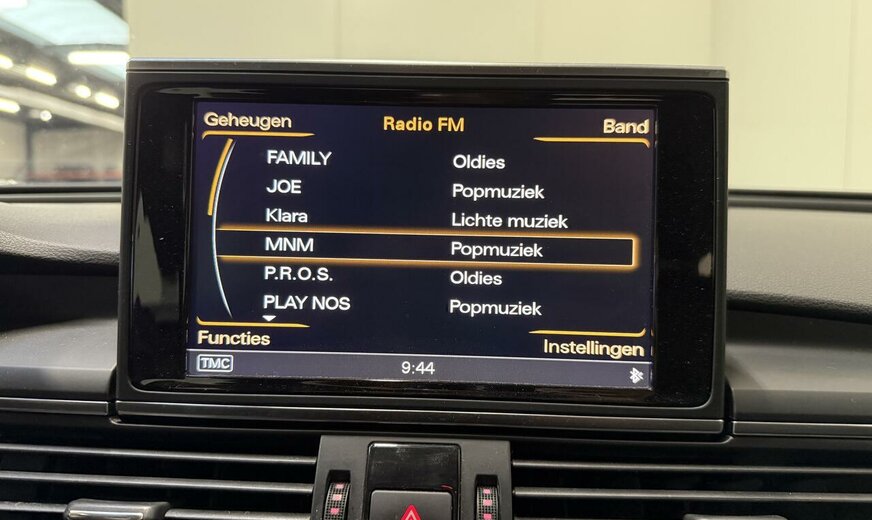 Geheugen Radio FM Band
FAMILY Oldies
JOE Popmuziek
Klara Lichte muziek
MNM Popmuziek
P.R.O.S. Oldies
PLAY NOS Popmuziek
Functies Instellingen
TMC 9:44